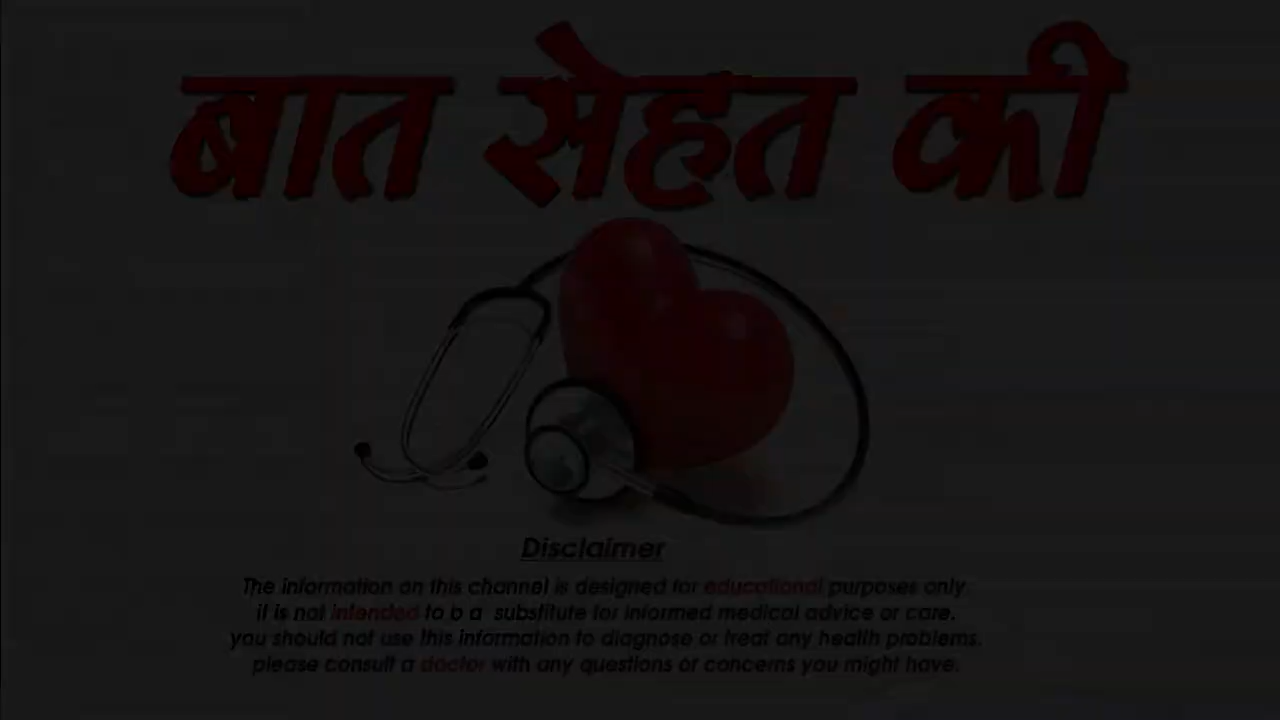 बात सेहत की
Disclaimer
The information on this channel is designed for educational purposes only
it is not intended to b a substitute for informed medical advice or care.
you should not use this information to diagnose or treat any health problems.
please consult a doctor with any questions or concerns you might have.